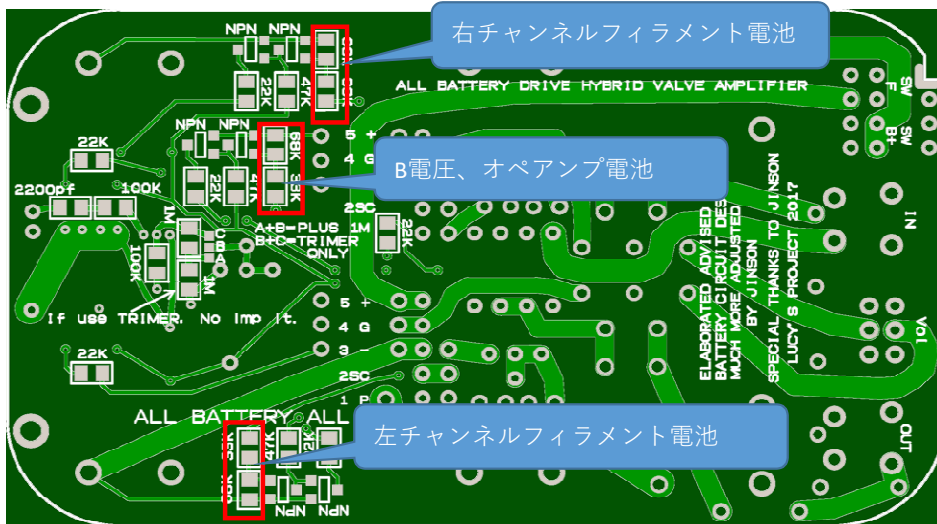 右チャンネルフィラメント電池
NPN NPN
22K
47K
ALL BATTERY DRIVE HYBRID VALVE AMPLIFIER
SW
F
SW
B+
NPN NPN
22K
68K
33K
22K
47K
5 +
4 G
B電圧、オペアンプ電池
2200pf
100K
1M
C
B
A
A+B=PLUS 1M
B+C=TRIMER
ONLY
2SC
22K
100K
1M
IN
If use TRIMER. No imp it.
5 +
4 G
3 -
2SC
1 P
22K
ELABORATED ADVISED
BATTERY CIRCUIT DES
MUCH MORE ADJUSTED
BY JINSON
SPECIAL THANKS TO JINSON
LUCY S PROJECT 2017
Vol
OUT
ALL BATTERY ALL
左チャンネルフィラメント電池
47K
NPN NPN